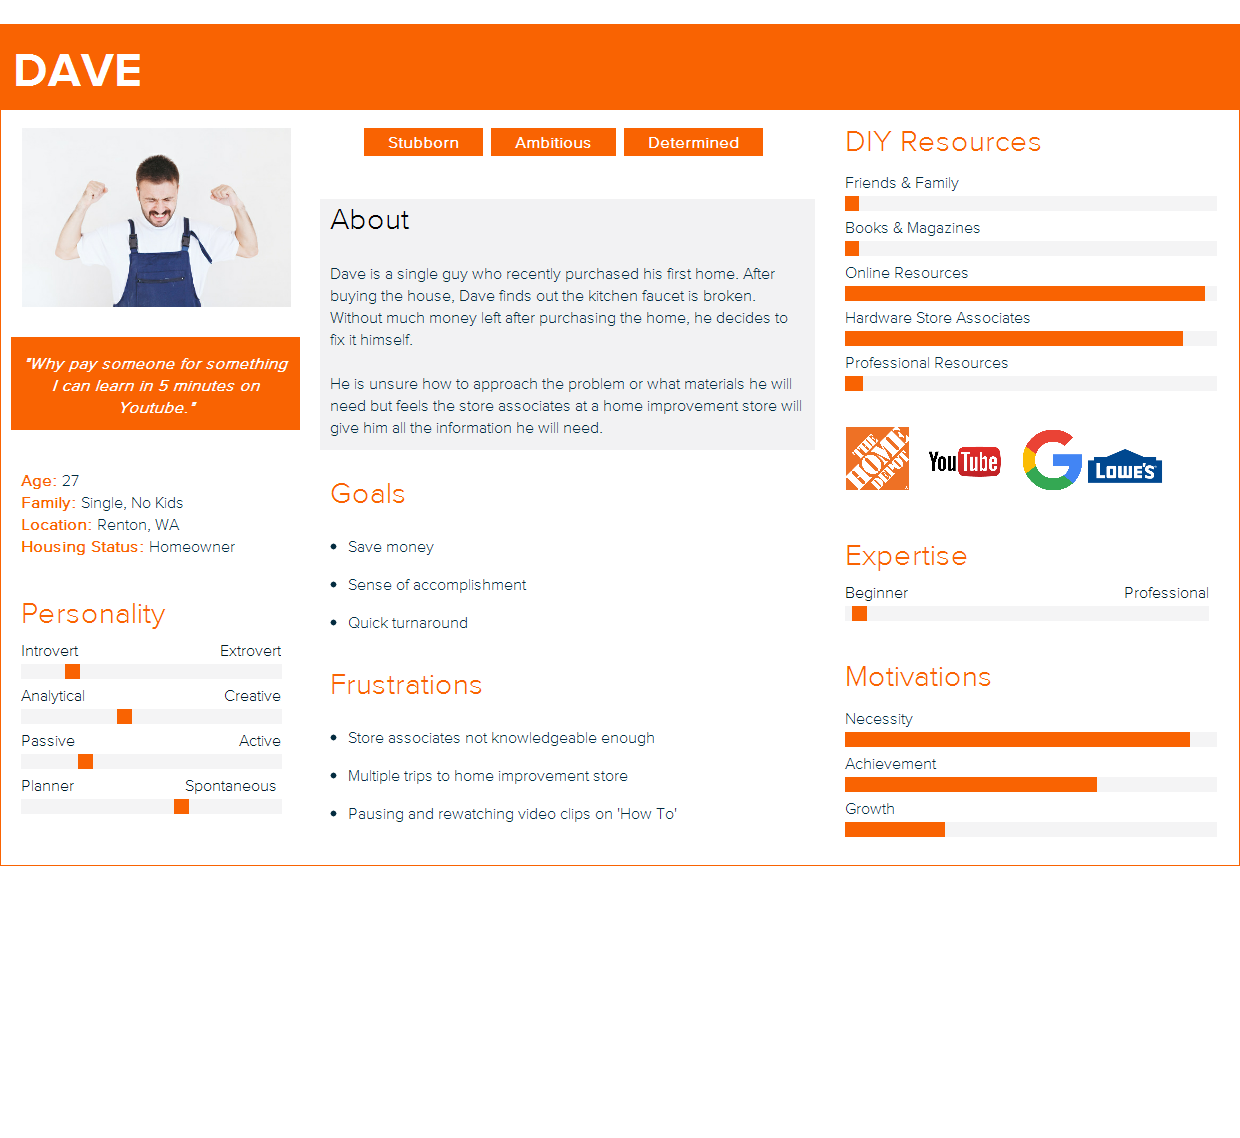 DAVE
"Why pay someone for something
I can learn in 5 minutes on
Youtube."
Age: 27
Family: Single, No Kids
Location: Renton, WA
Housing Status: Homeowner
Personality
Introvert Extrovert
Analytical Creative
Passive Active
Planner Spontaneous
Stubborn Ambitious Determined
About
Dave is a single guy who recently purchased his first home. After
buying the house, Dave finds out the kitchen faucet is broken.
Without much money left after purchasing the home, he decides to
fix it himself.
He is unsure how to approach the problem or what materials he will
need but feels the store associates at a home improvement store will
give him all the information he will need.
Goals
• Save money
• Sense of accomplishment
• Quick turnaround
Frustrations
• Store associates not knowledgeable enough
• Multiple trips to home improvement store
• Pausing and rewatching video clips on 'How To'
DIY Resources
Friends & Family
Books & Magazines
Online Resources
Hardware Store Associates
Professional Resources
THE
HOME
DEPOT
YouTube
G
LOWE'S
Expertise
Beginner Professional
Motivations
Necessity
Achievement
Growth